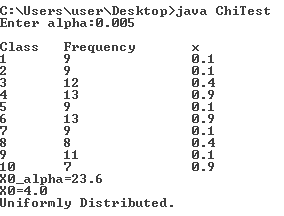 C:\Users\user\Desktop>java ChiTest
Enter alpha:0.005
Class Frequency x
1 9 0.1
2 9 0.1
3 12 0.4
4 13 0.9
5 9 0.1
6 13 0.9
7 9 0.1
8 8 0.4
9 11 0.1
10 7 0.9
X0_alpha=23.6
X0=4.0
Uniformly Distributed.